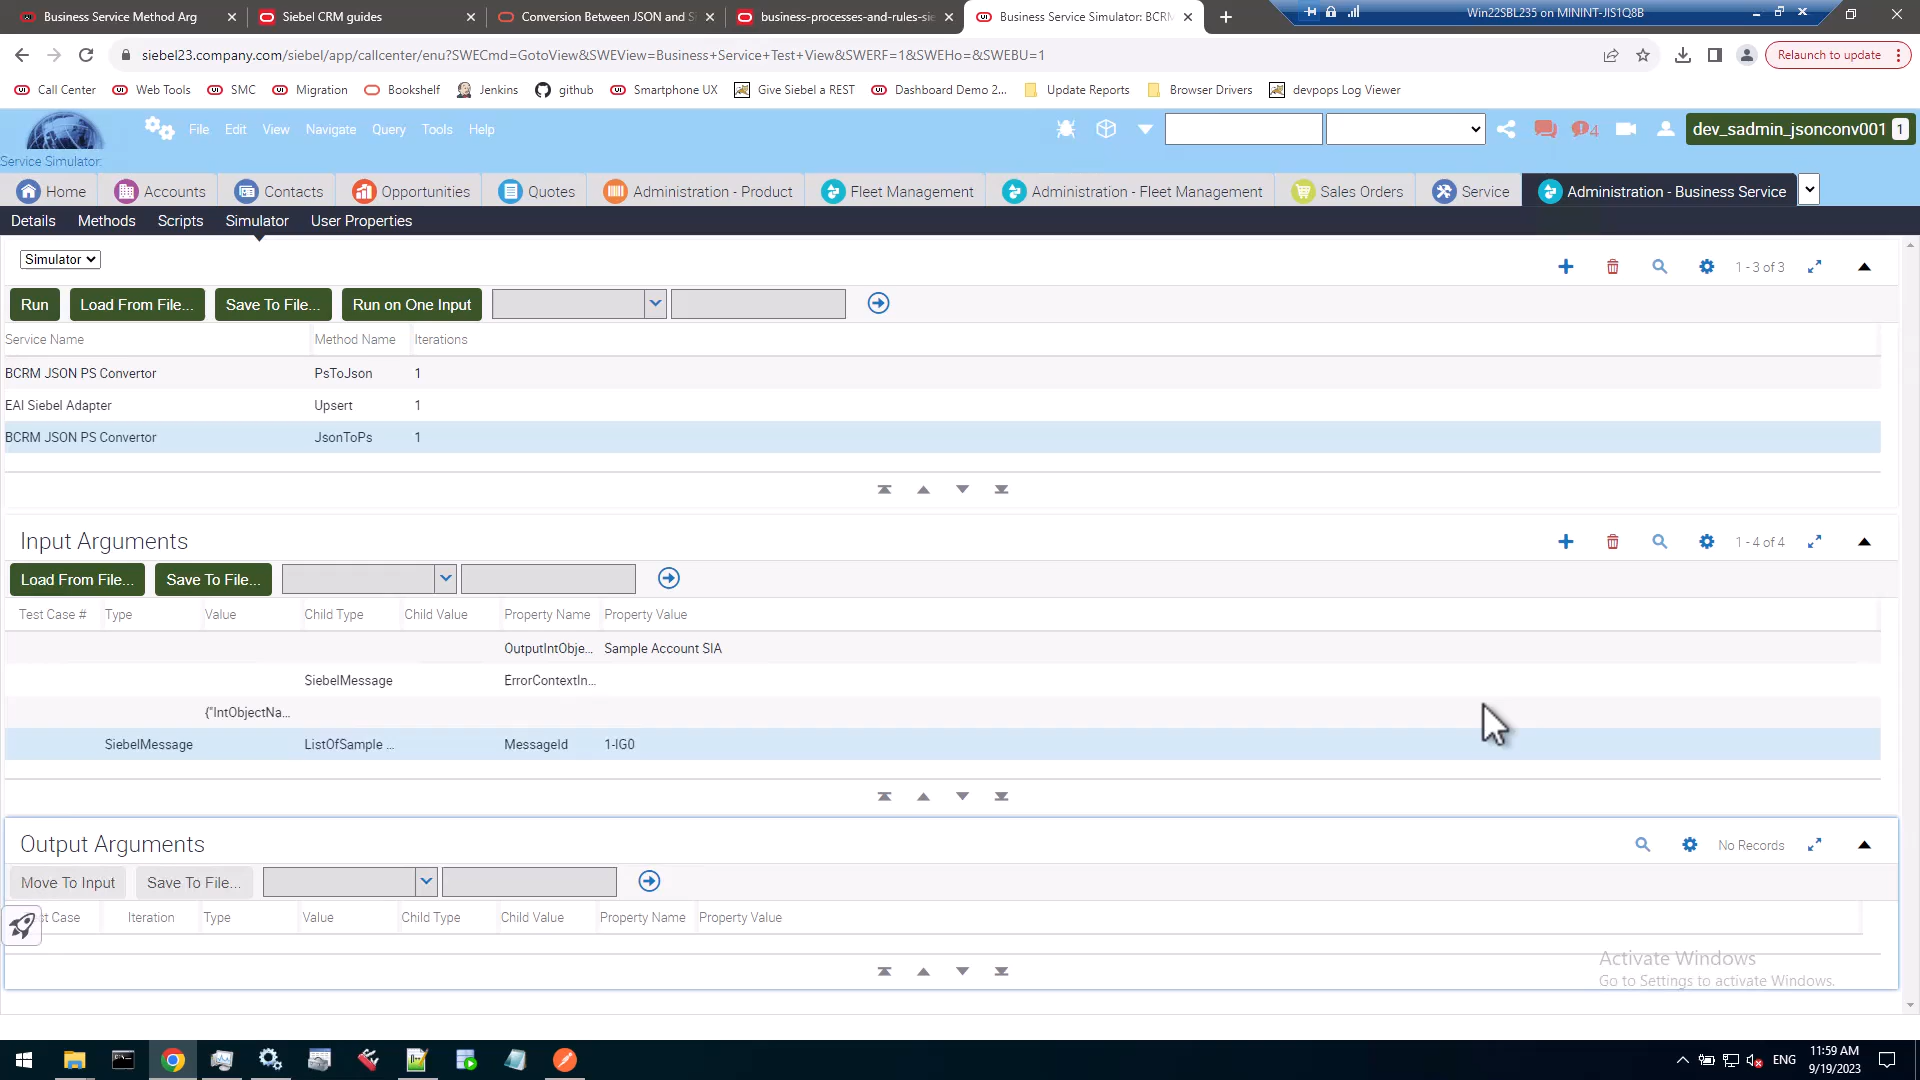 Business Service Method Arg
Siebel CRM guides
Conversion Between JSON and S
business-processes-and-rules-sie
Business Service Simulator: BCRM
Win22SBL235 on MININT-JIS1Q8B
siebel23.company.com/siebel/app/callcenter/enu?SWECmd=GotoView&SWEView=Business+Service+Test+View&SWERF=1&SWEHo=&SWEBU=1
Relaunch to update
Call Center
Web Tools
SMC
Migration
Bookshelf
Jenkins
github
Smartphone UX
Give Siebel a REST
Dashboard Demo 2...
Update Reports
Browser Drivers
devpops Log Viewer
File Edit View Navigate Query Tools Help
4
dev_sadmin_jsonconv001 1
Service Simulator:
Home
Accounts
Contacts
Opportunities
Quotes
Administration - Product
Fleet Management
Administration - Fleet Management
Sales Orders
Service
Administration - Business Service
Details Methods Scripts Simulator User Properties
Simulator
1 - 3 of 3
Run
Load From File...
Save To File...
Run on One Input
Service Name Method Name Iterations
BCRM JSON PS Convertor PsToJson 1
EAI Siebel Adapter Upsert 1
BCRM JSON PS Convertor JsonToPs 1
Input Arguments
1 - 4 of 4
Load From File...
Save To File...
Test Case # Type Value Child Type Child Value Property Name Property Value
OutputIntObje... Sample Account SIA
SiebelMessage ErrorContextIn...
{"IntObjectNa...
SiebelMessage ListOfSample ... MessageId 1-IG0
Output Arguments
No Records
Move To Input
Save To File...
st Case Iteration Type Value Child Type Child Value Property Name Property Value
Activate Windows
Go to Settings to activate Windows.
ENG
11:59 AM
9/19/2023